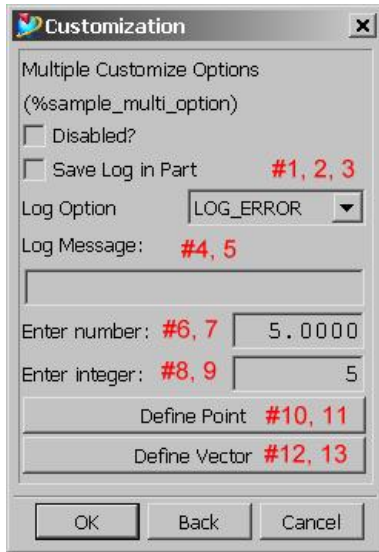 Customization
Multiple Customize Options
(%sample_multi_option)
Disabled?
Save Log in Part #1, 2, 3
Log Option LOG_ERROR
Log Message: #4, 5
Enter number: #6, 7 5.0000
Enter integer: #8, 9 5
Define Point #10, 11
Define Vector #12, 13
OK Back Cancel